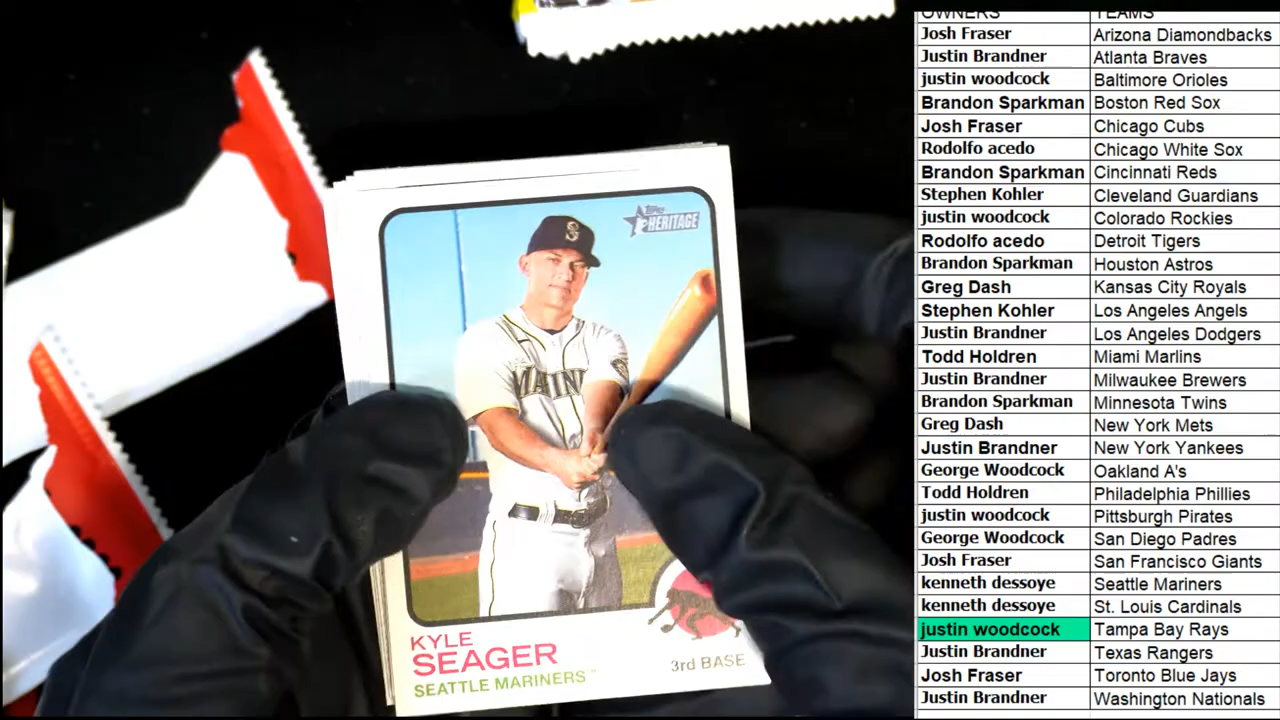 OWNERS TEAMS
Josh Fraser Arizona Diamondbacks
Justin Brandner Atlanta Braves
justin woodcock Baltimore Orioles
Brandon Sparkman Boston Red Sox
Josh Fraser Chicago Cubs
Rodolfo acedo Chicago White Sox
Brandon Sparkman Cincinnati Reds
Stephen Kohler Cleveland Guardians
justin woodcock Colorado Rockies
Rodolfo acedo Detroit Tigers
Brandon Sparkman Houston Astros
Greg Dash Kansas City Royals
Stephen Kohler Los Angeles Angels
Justin Brandner Los Angeles Dodgers
Todd Holdren Miami Marlins
Justin Brandner Milwaukee Brewers
Brandon Sparkman Minnesota Twins
Greg Dash New York Mets
Justin Brandner New York Yankees
George Woodcock Oakland A's
Todd Holdren Philadelphia Phillies
justin woodcock Pittsburgh Pirates
George Woodcock San Diego Padres
Josh Fraser San Francisco Giants
kenneth dessoye Seattle Mariners
kenneth dessoye St. Louis Cardinals
justin woodcock Tampa Bay Rays
Justin Brandner Texas Rangers
Josh Fraser Toronto Blue Jays
Justin Brandner Washington Nationals
Topps
HERITAGE
S
MARIN
KYLE
SEAGER
SEATTLE MARINERS™
3rd BASE